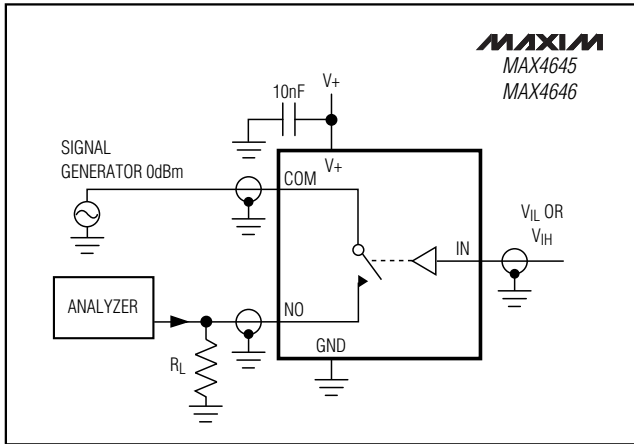 MAXIM
MAX4645
MAX4646
10nF
V+
V+
SIGNAL
GENERATOR 0dBm
COM
VIL OR
VIH
IN
ANALYZER
NO
GND
RL